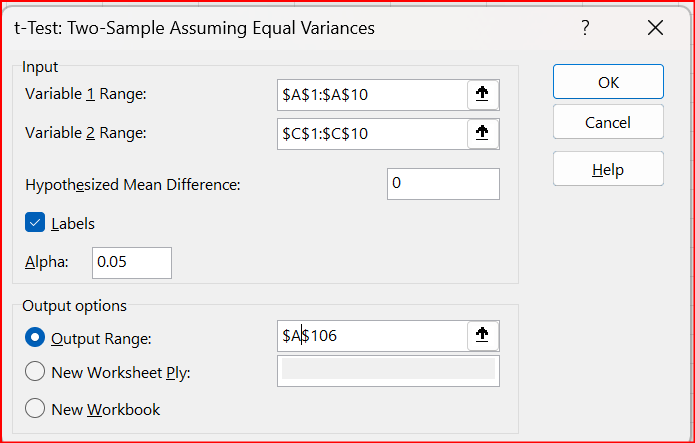 t-Test: Two-Sample Assuming Equal Variances ?
Input
Variable 1 Range: $A$1:$A$10
Variable 2 Range: $C$1:$C$10
Hypothesized Mean Difference: 0
Labels
Alpha: 0.05
OK
Cancel
Help
Output options
Output Range: $A$106
New Worksheet Ply:
New Workbook